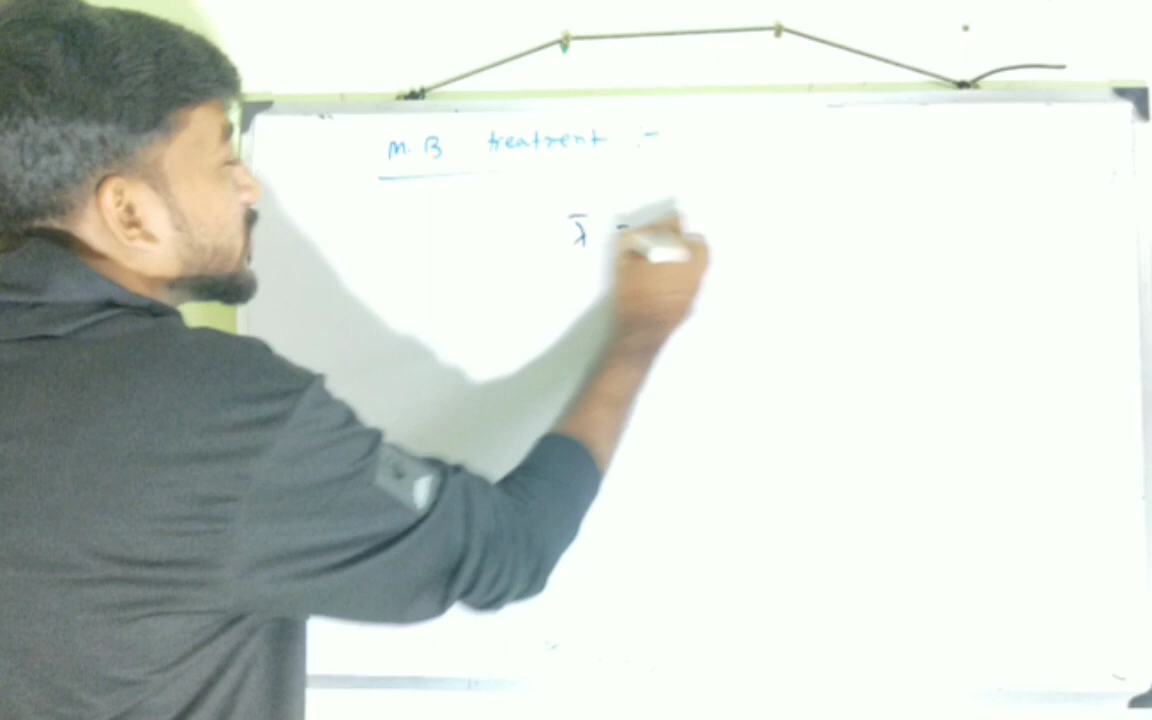 M.B treatment :-
λ̄ =